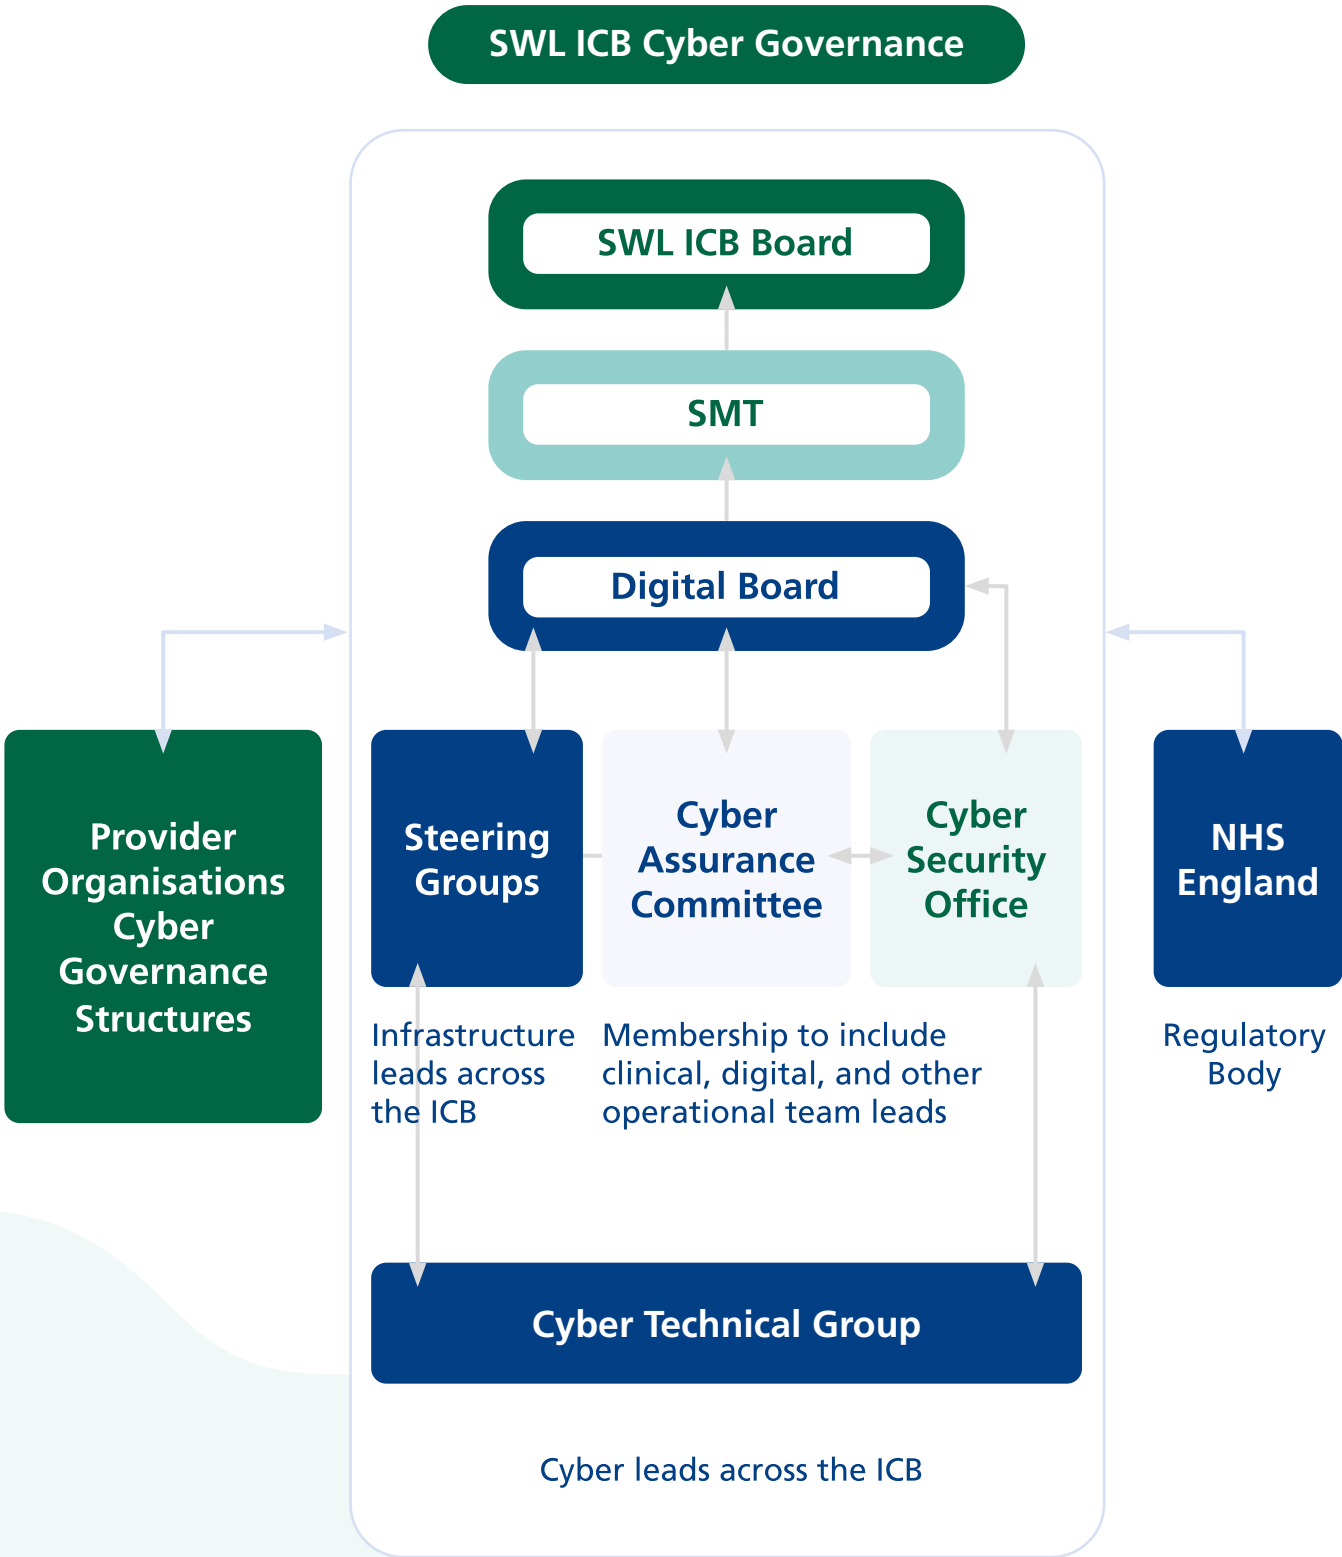 SWL ICB Cyber Governance
SWL ICB Board
SMT
Digital Board
Provider
Organisations
Cyber
Governance
Structures
Steering
Groups
Cyber
Assurance
Committee
Cyber
Security
Office
NHS
England
Infrastructure
leads across
the ICB
Membership to include
clinical, digital, and other
operational team leads
Regulatory
Body
Cyber Technical Group
Cyber leads across the ICB